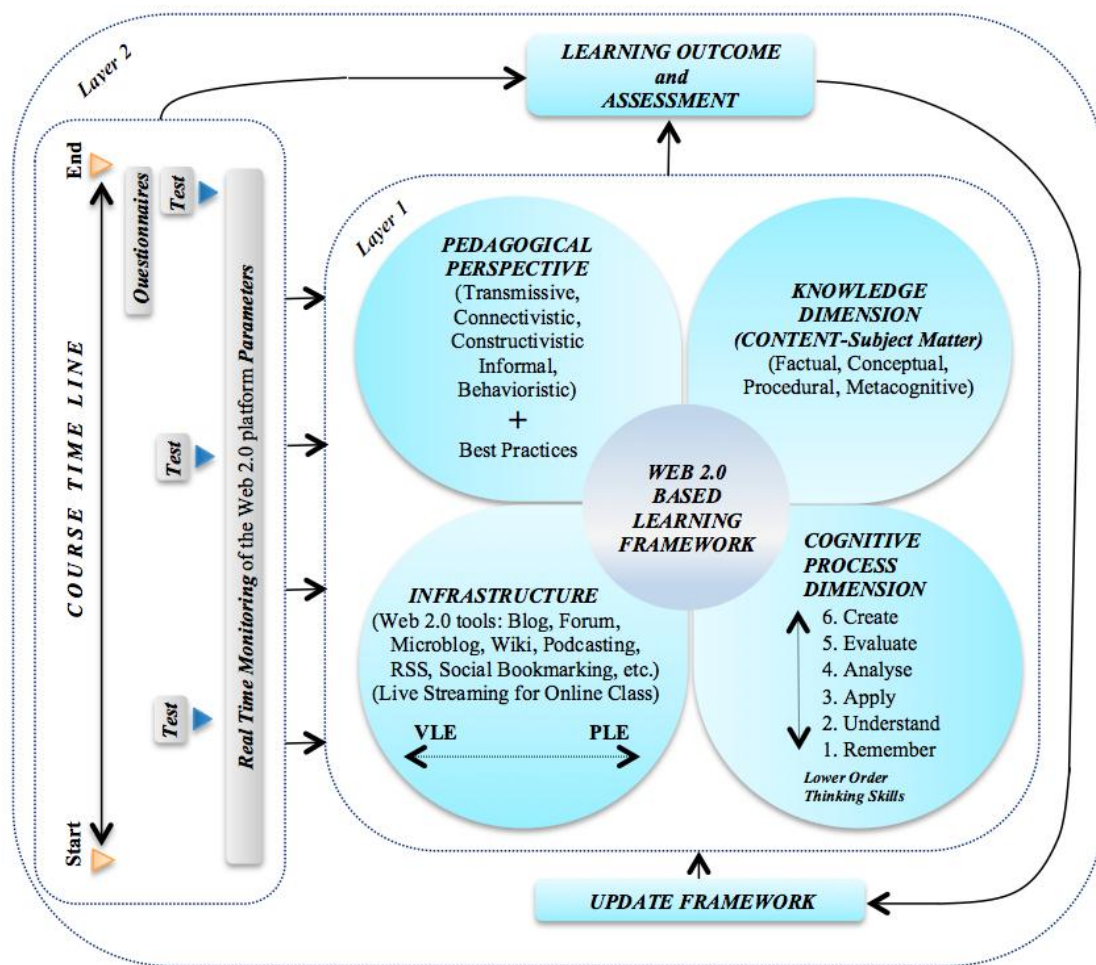 Layer 2
LEARNING OUTCOME
and
ASSESSMENT
End
COURSE TIME LINE
Start
Ouestionnaires
Test
Test
Test
Real Time Monitoring of the Web 2.0 platform Parameters
Layer 1
PEDAGOGICAL
PERSPECTIVE
(Transmissive,
Connectivistic,
Constructivistic
Informal,
Behavioristic)
+
Best Practices
KNOWLEDGE
DIMENSION
(CONTENT-Subject Matter)
(Factual, Conceptual,
Procedural, Metacognitive)
WEB 2.0
BASED
LEARNING
FRAMEWORK
INFRASTRUCTURE
(Web 2.0 tools: Blog, Forum,
Microblog, Wiki, Podcasting,
RSS, Social Bookmarking, etc.)
(Live Streaming for Online Class)
VLE PLE
COGNITIVE
PROCESS
DIMENSION
6. Create
5. Evaluate
4. Analyse
3. Apply
2. Understand
1. Remember
Lower Order
Thinking Skills
UPDATE FRAMEWORK